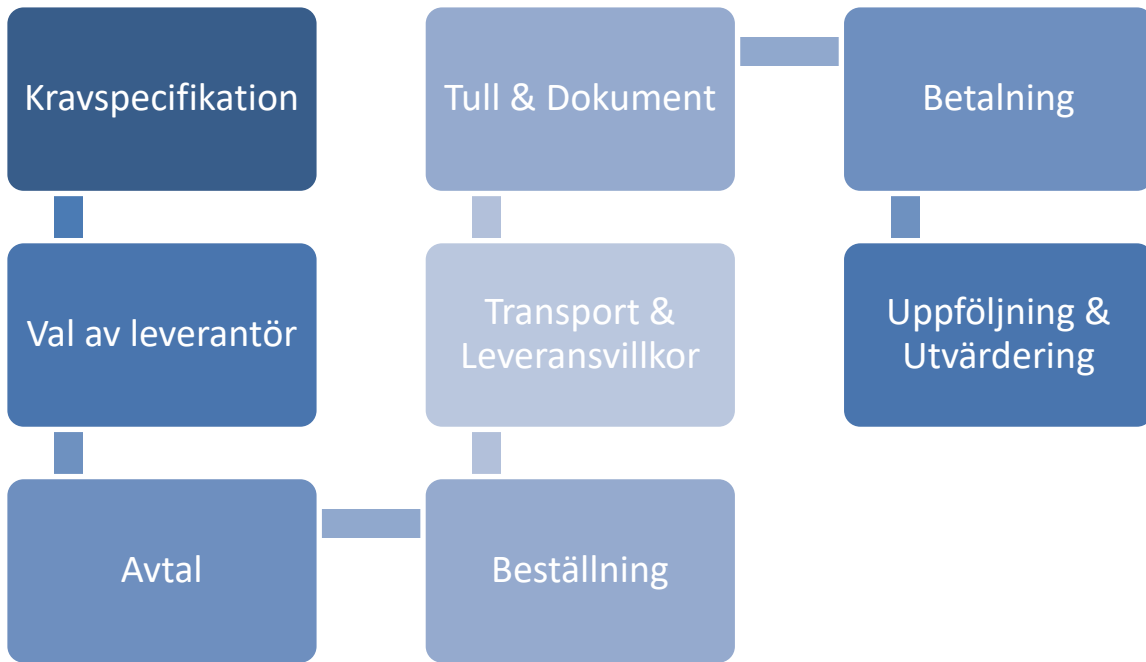 Kravspecifikation
Val av leverantör
Avtal
Beställning
Transport &
Leveransvillkor
Tull & Dokument
Betalning
Uppföljning &
Utvärdering